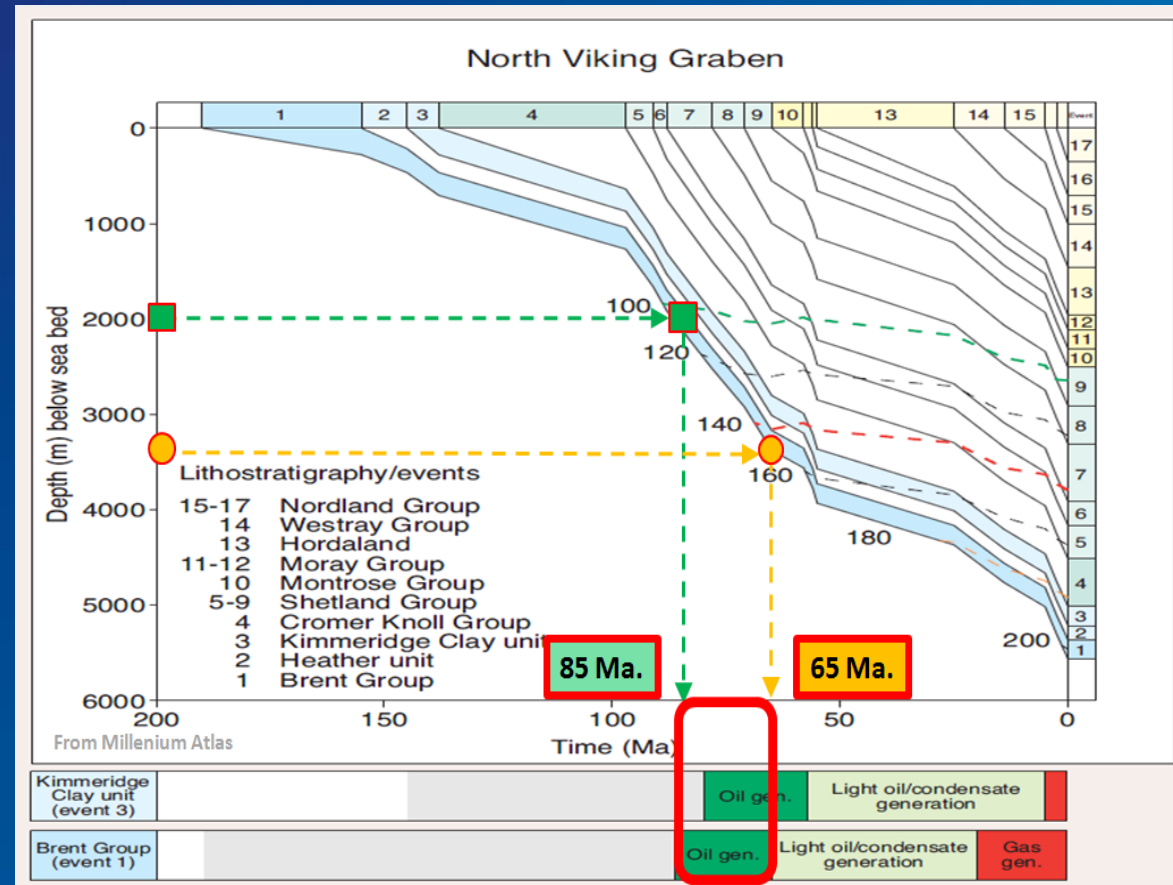 North Viking Graben
1 2 3 4 5 6 7 8 9 10 13 14 15 Event
0
1000
2000
3000
4000
5000
6000
Depth (m) below sea bed
17
16
15
14
13
12
11
10
9
8
7
6
5
4
3
2
1
100
120
140
160
180
200
Lithostratigraphy/events
15-17 Nordland Group
14 Westray Group
13 Hordaland
11-12 Moray Group
10 Montrose Group
5-9 Shetland Group
4 Cromer Knoll Group
3 Kimmeridge Clay unit
2 Heather unit
1 Brent Group
85 Ma.
65 Ma.
200 150 100 50 0
From Millenium Atlas
Time (Ma)
Kimmeridge
Clay unit
(event 3)
Oil gen.
Light oil/condensate
generation
Brent Group
(event 1)
Oil gen.
Light oil/condensate
generation
Gas
gen.